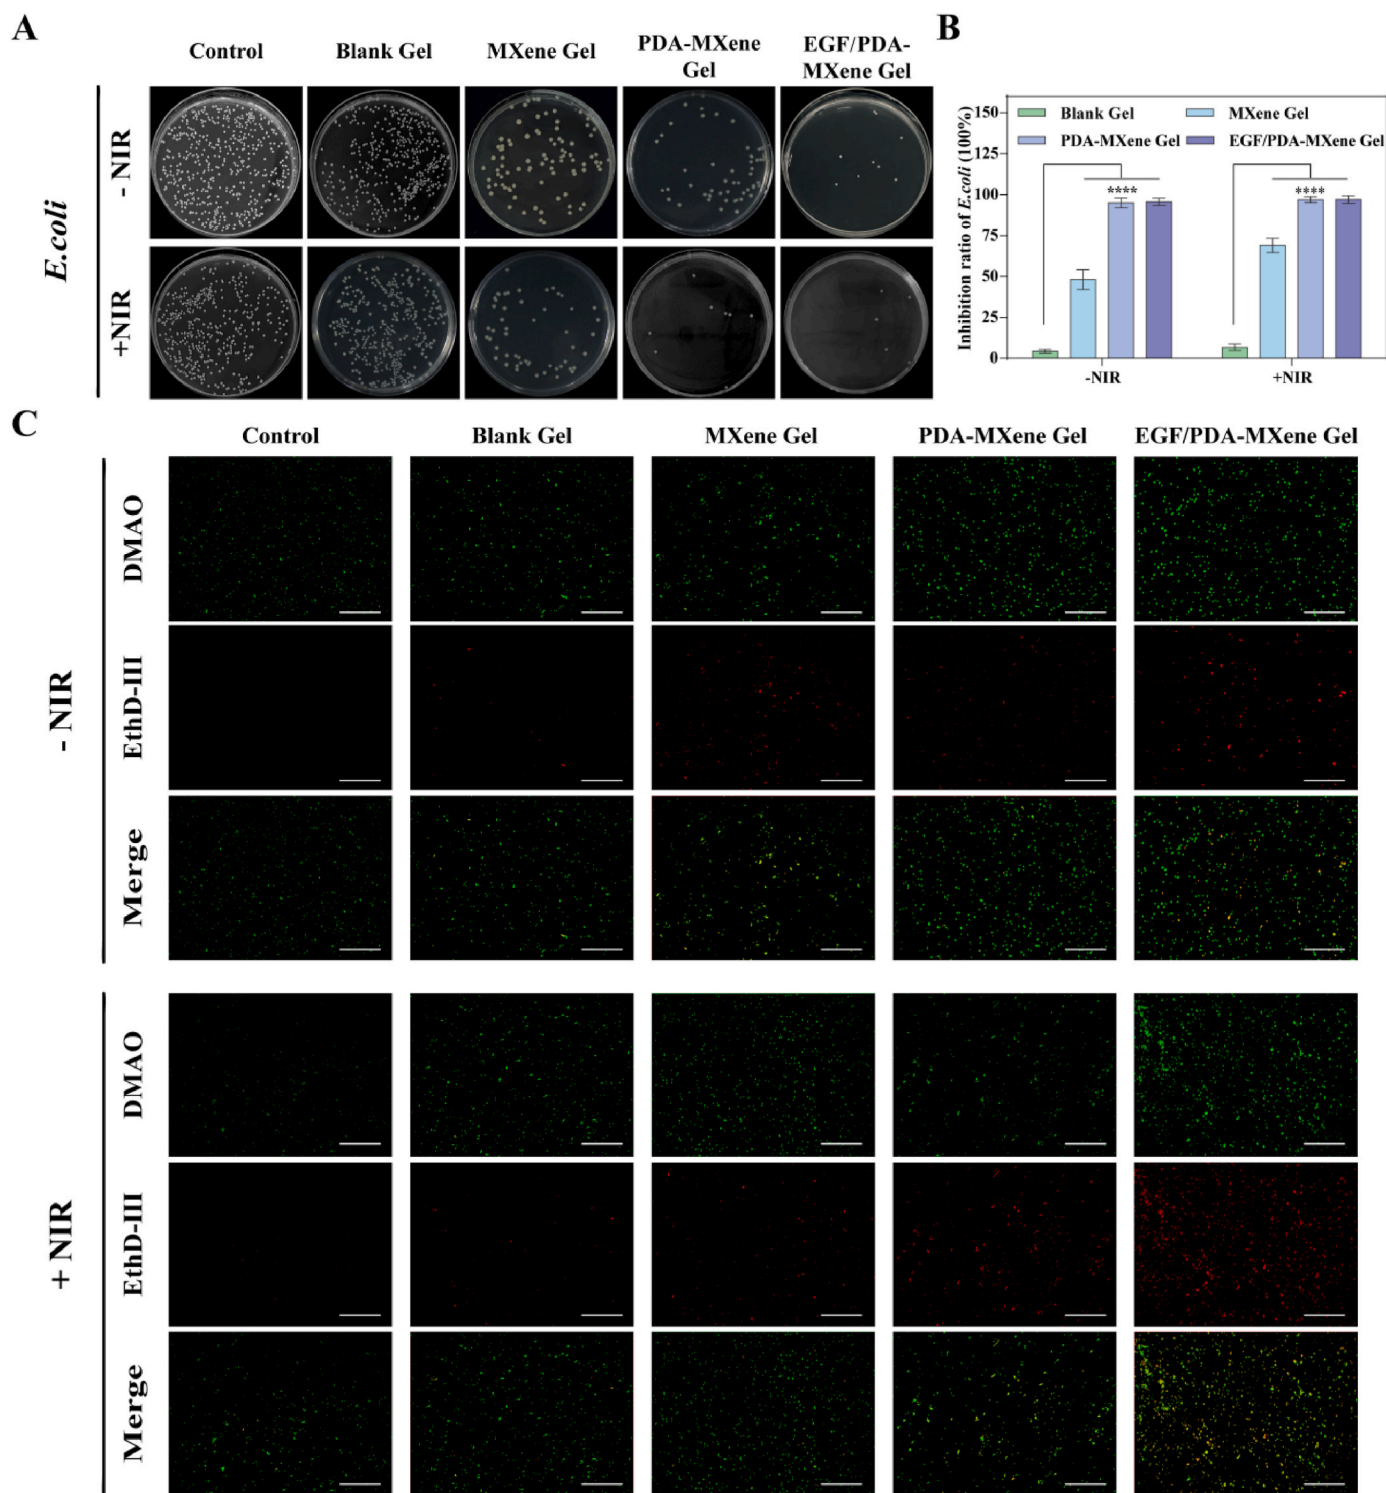 A
Control
Blank Gel
MXene Gel
PDA-MXene
Gel
EGF/PDA-
MXene Gel
E.coli
- NIR
+NIR
B
Inhibition ratio of E.coli (100%)
150
125
100
75
50
25
0
Blank Gel
MXene Gel
PDA-MXene Gel
EGF/PDA-MXene Gel
****
****
-NIR
+NIR
C
Control
Blank Gel
MXene Gel
PDA-MXene Gel
EGF/PDA-MXene Gel
- NIR
DMAO
EthD-III
Merge
+ NIR
DMAO
EthD-III
Merge